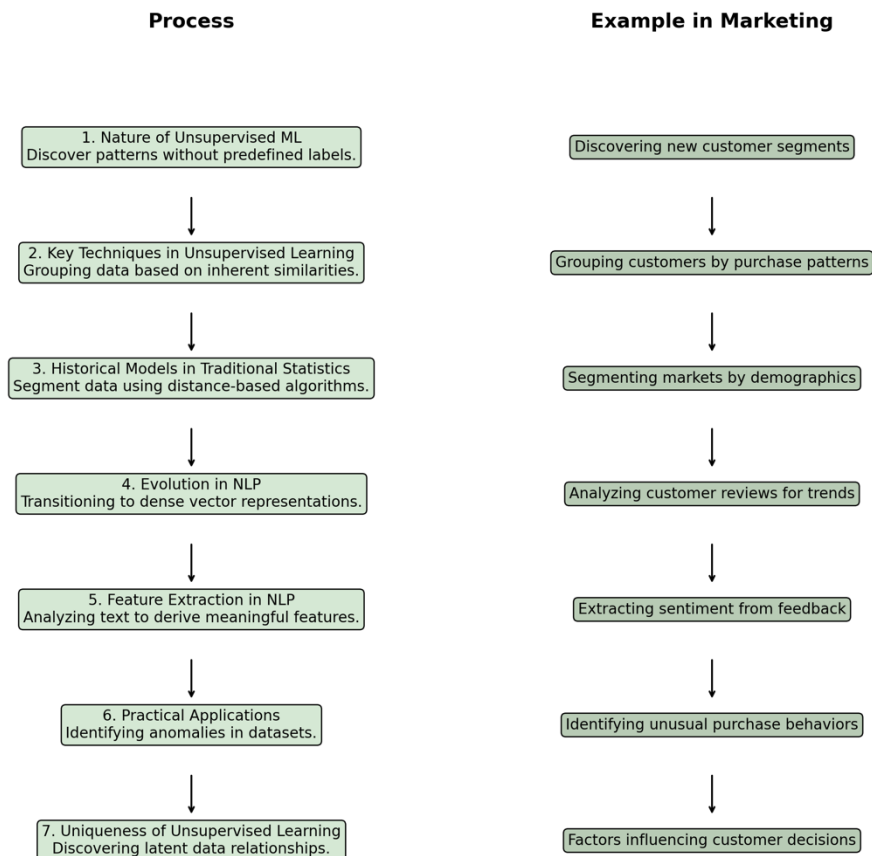 Process
Example in Marketing
1. Nature of Unsupervised ML
Discover patterns without predefined labels.
Discovering new customer segments
2. Key Techniques in Unsupervised Learning
Grouping data based on inherent similarities.
Grouping customers by purchase patterns
3. Historical Models in Traditional Statistics
Segment data using distance-based algorithms.
Segmenting markets by demographics
4. Evolution in NLP
Transitioning to dense vector representations.
Analyzing customer reviews for trends
5. Feature Extraction in NLP
Analyzing text to derive meaningful features.
Extracting sentiment from feedback
6. Practical Applications
Identifying anomalies in datasets.
Identifying unusual purchase behaviors
7. Uniqueness of Unsupervised Learning
Discovering latent data relationships.
Factors influencing customer decisions